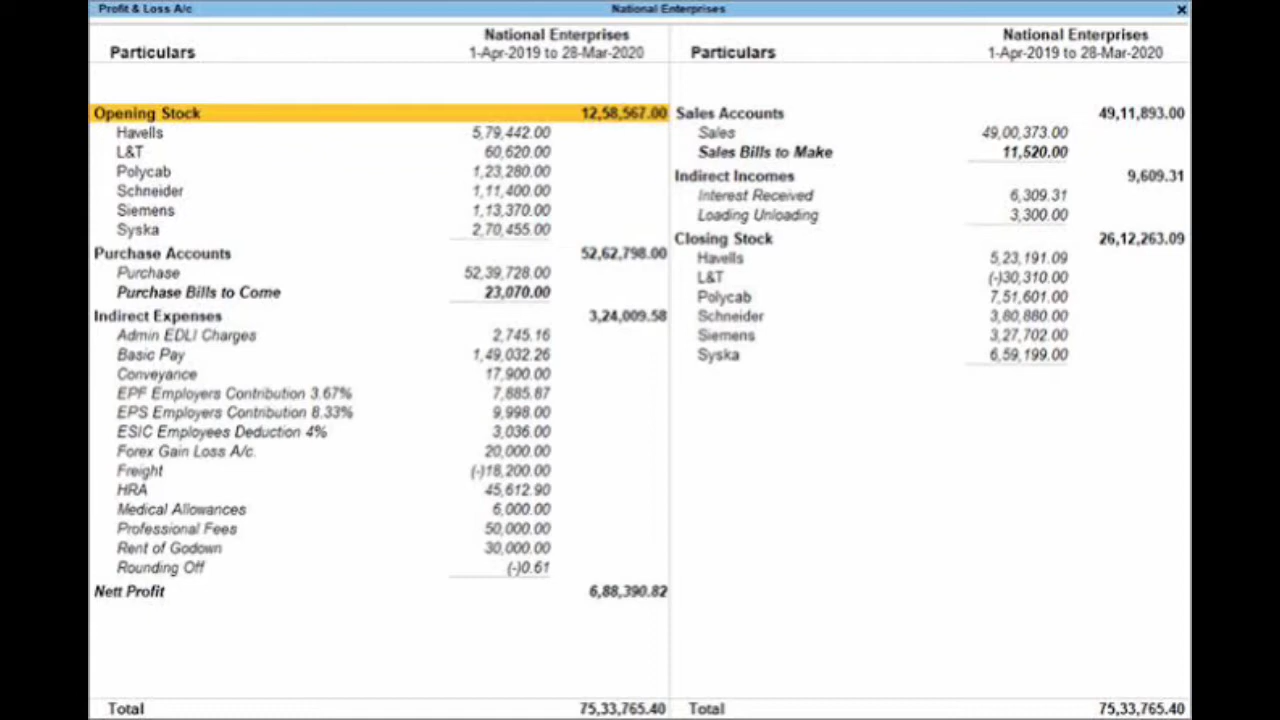 Profit & Loss A/c National Enterprises ×
Particulars National Enterprises
1-Apr-2019 to 28-Mar-2020
Opening Stock 12,58,567.00
Havells 5,79,442.00
L&T 60,620.00
Polycab 1,23,280.00
Schneider 1,11,400.00
Siemens 1,13,370.00
Syska 2,70,455.00
Purchase Accounts 52,62,798.00
Purchase 52,39,728.00
Purchase Bills to Come 23,070.00
Indirect Expenses 3,24,009.58
Admin EDLI Charges 2,745.16
Basic Pay 1,49,032.26
Conveyance 17,900.00
EPF Employers Contribution 3.67% 7,885.87
EPS Employers Contribution 8.33% 9,998.00
ESIC Employees Deduction 4% 3,036.00
Forex Gain Loss A/c. 20,000.00
Freight (-)18,200.00
HRA 45,612.90
Medical Allowances 6,000.00
Professional Fees 50,000.00
Rent of Godown 30,000.00
Rounding Off (-)0.61
Nett Profit 6,88,390.82
Total 75,33,765.40
Particulars National Enterprises
1-Apr-2019 to 28-Mar-2020
Sales Accounts 49,11,893.00
Sales 49,00,373.00
Sales Bills to Make 11,520.00
Indirect Incomes 9,609.31
Interest Received 6,309.31
Loading Unloading 3,300.00
Closing Stock 26,12,263.09
Havells 5,23,191.09
L&T (-)30,310.00
Polycab 7,51,601.00
Schneider 3,80,880.00
Siemens 3,27,702.00
Syska 6,59,199.00
Total 75,33,765.40